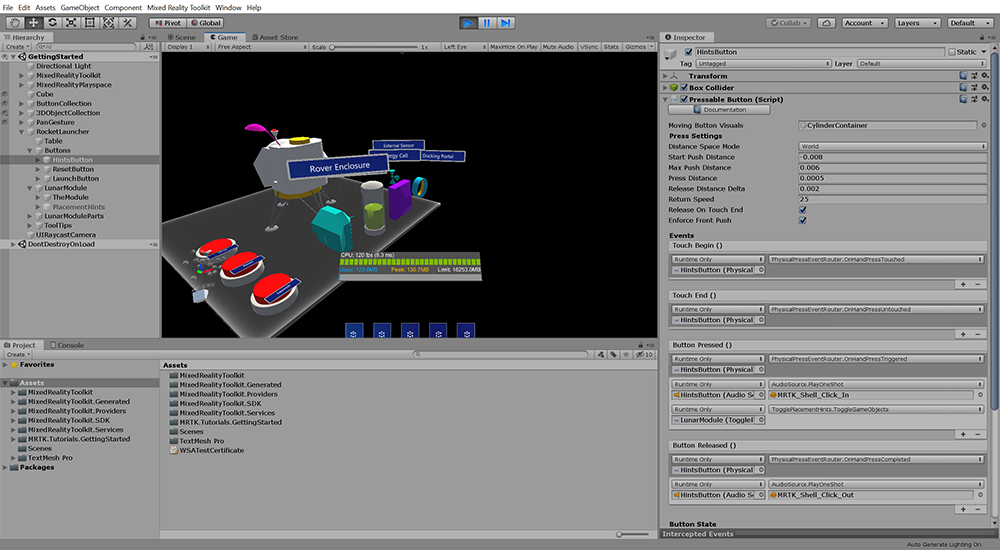 File Edit Assets GameObject Component Mixed Reality Toolkit Window Help
Pivot Global
Collab Account Layers Default
Hierarchy
Create All
GettingStarted
Directional Light
MixedRealityToolkit
MixedRealityPlayspace
Cube
ButtonCollection
3DObjectCollection
PanGesture
RocketLauncher
Table
Buttons
HintsButton
ResetButton
LaunchButton
LunarModule
TheModule
PlacementHints
LunarModuleParts
ToolTips
UIRaycastCamera
DontDestroyOnLoad
Scene Game Asset Store
Display 1 Free Aspect Scale 1x Left Eye Maximize On Play Mute Audio VSync Stats Gizmos
External Sensor
Docking Portal
Rover Enclosure
CPU: 120 fps (8.3 ms)
Peak: 130.7MB Limit: 16253.0MB
Project Console
Create 10
Favorites
Assets
MixedRealityToolkit
MixedRealityToolkit.Generated
MixedRealityToolkit.Providers
MixedRealityToolkit.SDK
MixedRealityToolkit.Services
MRTK.Tutorials.GettingStarted
Scenes
TextMesh Pro
Packages
Assets
MixedRealityToolkit
MixedRealityToolkit.Generated
MixedRealityToolkit.Providers
MixedRealityToolkit.SDK
MixedRealityToolkit.Services
MRTK.Tutorials.GettingStarted
Scenes
TextMesh Pro
WSATestCertificate
Inspector
HintsButton Static
Tag Untagged Layer Default
Transform
Box Collider
Pressable Button (Script)
Documentation
Moving Button Visuals CylinderContainer
Press Settings
Distance Space Mode World
Start Push Distance -0.008
Max Push Distance 0.006
Press Distance 0.0005
Release Distance Delta 0.002
Return Speed 25
Release On Touch End
Enforce Front Push
Events
Touch Begin ()
Runtime Only PhysicalPressEventRouter.OnHandPressTouched
HintsButton (Physical
Touch End ()
Runtime Only PhysicalPressEventRouter.OnHandPressUntouched
HintsButton (Physical
Button Pressed ()
Runtime Only PhysicalPressEventRouter.OnHandPressTriggered
HintsButton (Physical
Runtime Only AudioSource.PlayOneShot
HintsButton (Audio S MRTK_Shell_Click_In
Runtime Only TogglePlacementHints.ToggleGameObjects
LunarModule (Toggle
Button Released ()
Runtime Only PhysicalPressEventRouter.OnHandPressCompleted
HintsButton (Physical
Runtime Only AudioSource.PlayOneShot
HintsButton (Audio S MRTK_Shell_Click_Out
Button State
Intercepted Events
Auto Generate Lighting On